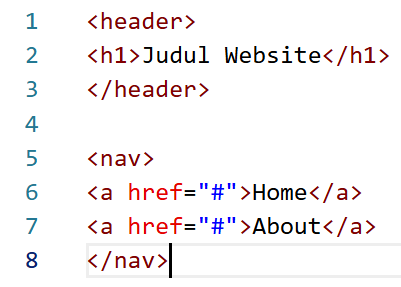 1 <header>
2 <h1>Judul Website</h1>
3 </header>
4
5 <nav>
6 <a href="#">Home</a>
7 <a href="#">About</a>
8 </nav>